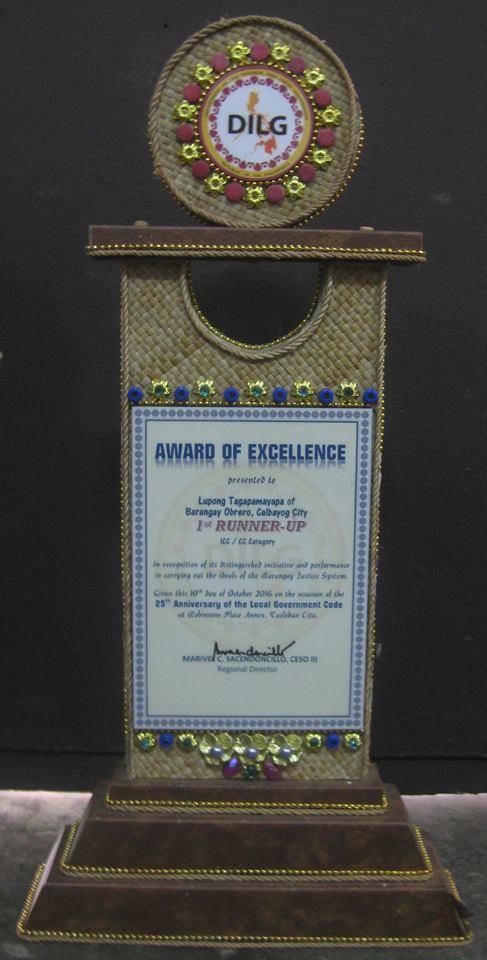 DILG
AWARD OF EXCELLENCE
presented to
Lupong Tagapamayapa of
Barangay Obrero, Calbayog City
1st RUNNER-UP
ICC / CC Category
In recognition of its distinguished initiative and performance
in carrying out the ideals of the Barangay Justice System.
Given this 10th day of October 2016 on the occasion of the
25th Anniversary of the Local Government Code
at Robinsons Place Annex, Tacloban City.
MARIVEL C. SACENDONCILLO, CESO III
Regional Director